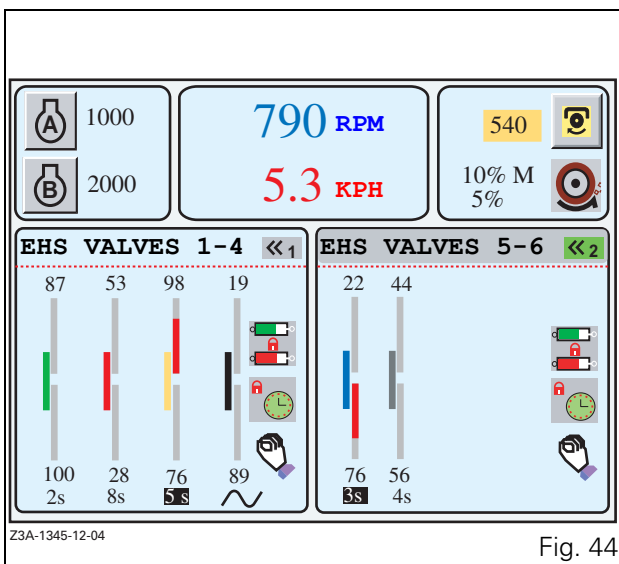 A 1000
B 2000
790 RPM
5.3 KPH
540
10% M
5%
EHS VALVES 1-4 «1
87 53 98 19
100 28 76 89
2s 8s 5 s
EHS VALVES 5-6 «2
22 44
76 56
3s 4s
Z3A-1345-12-04
Fig. 44